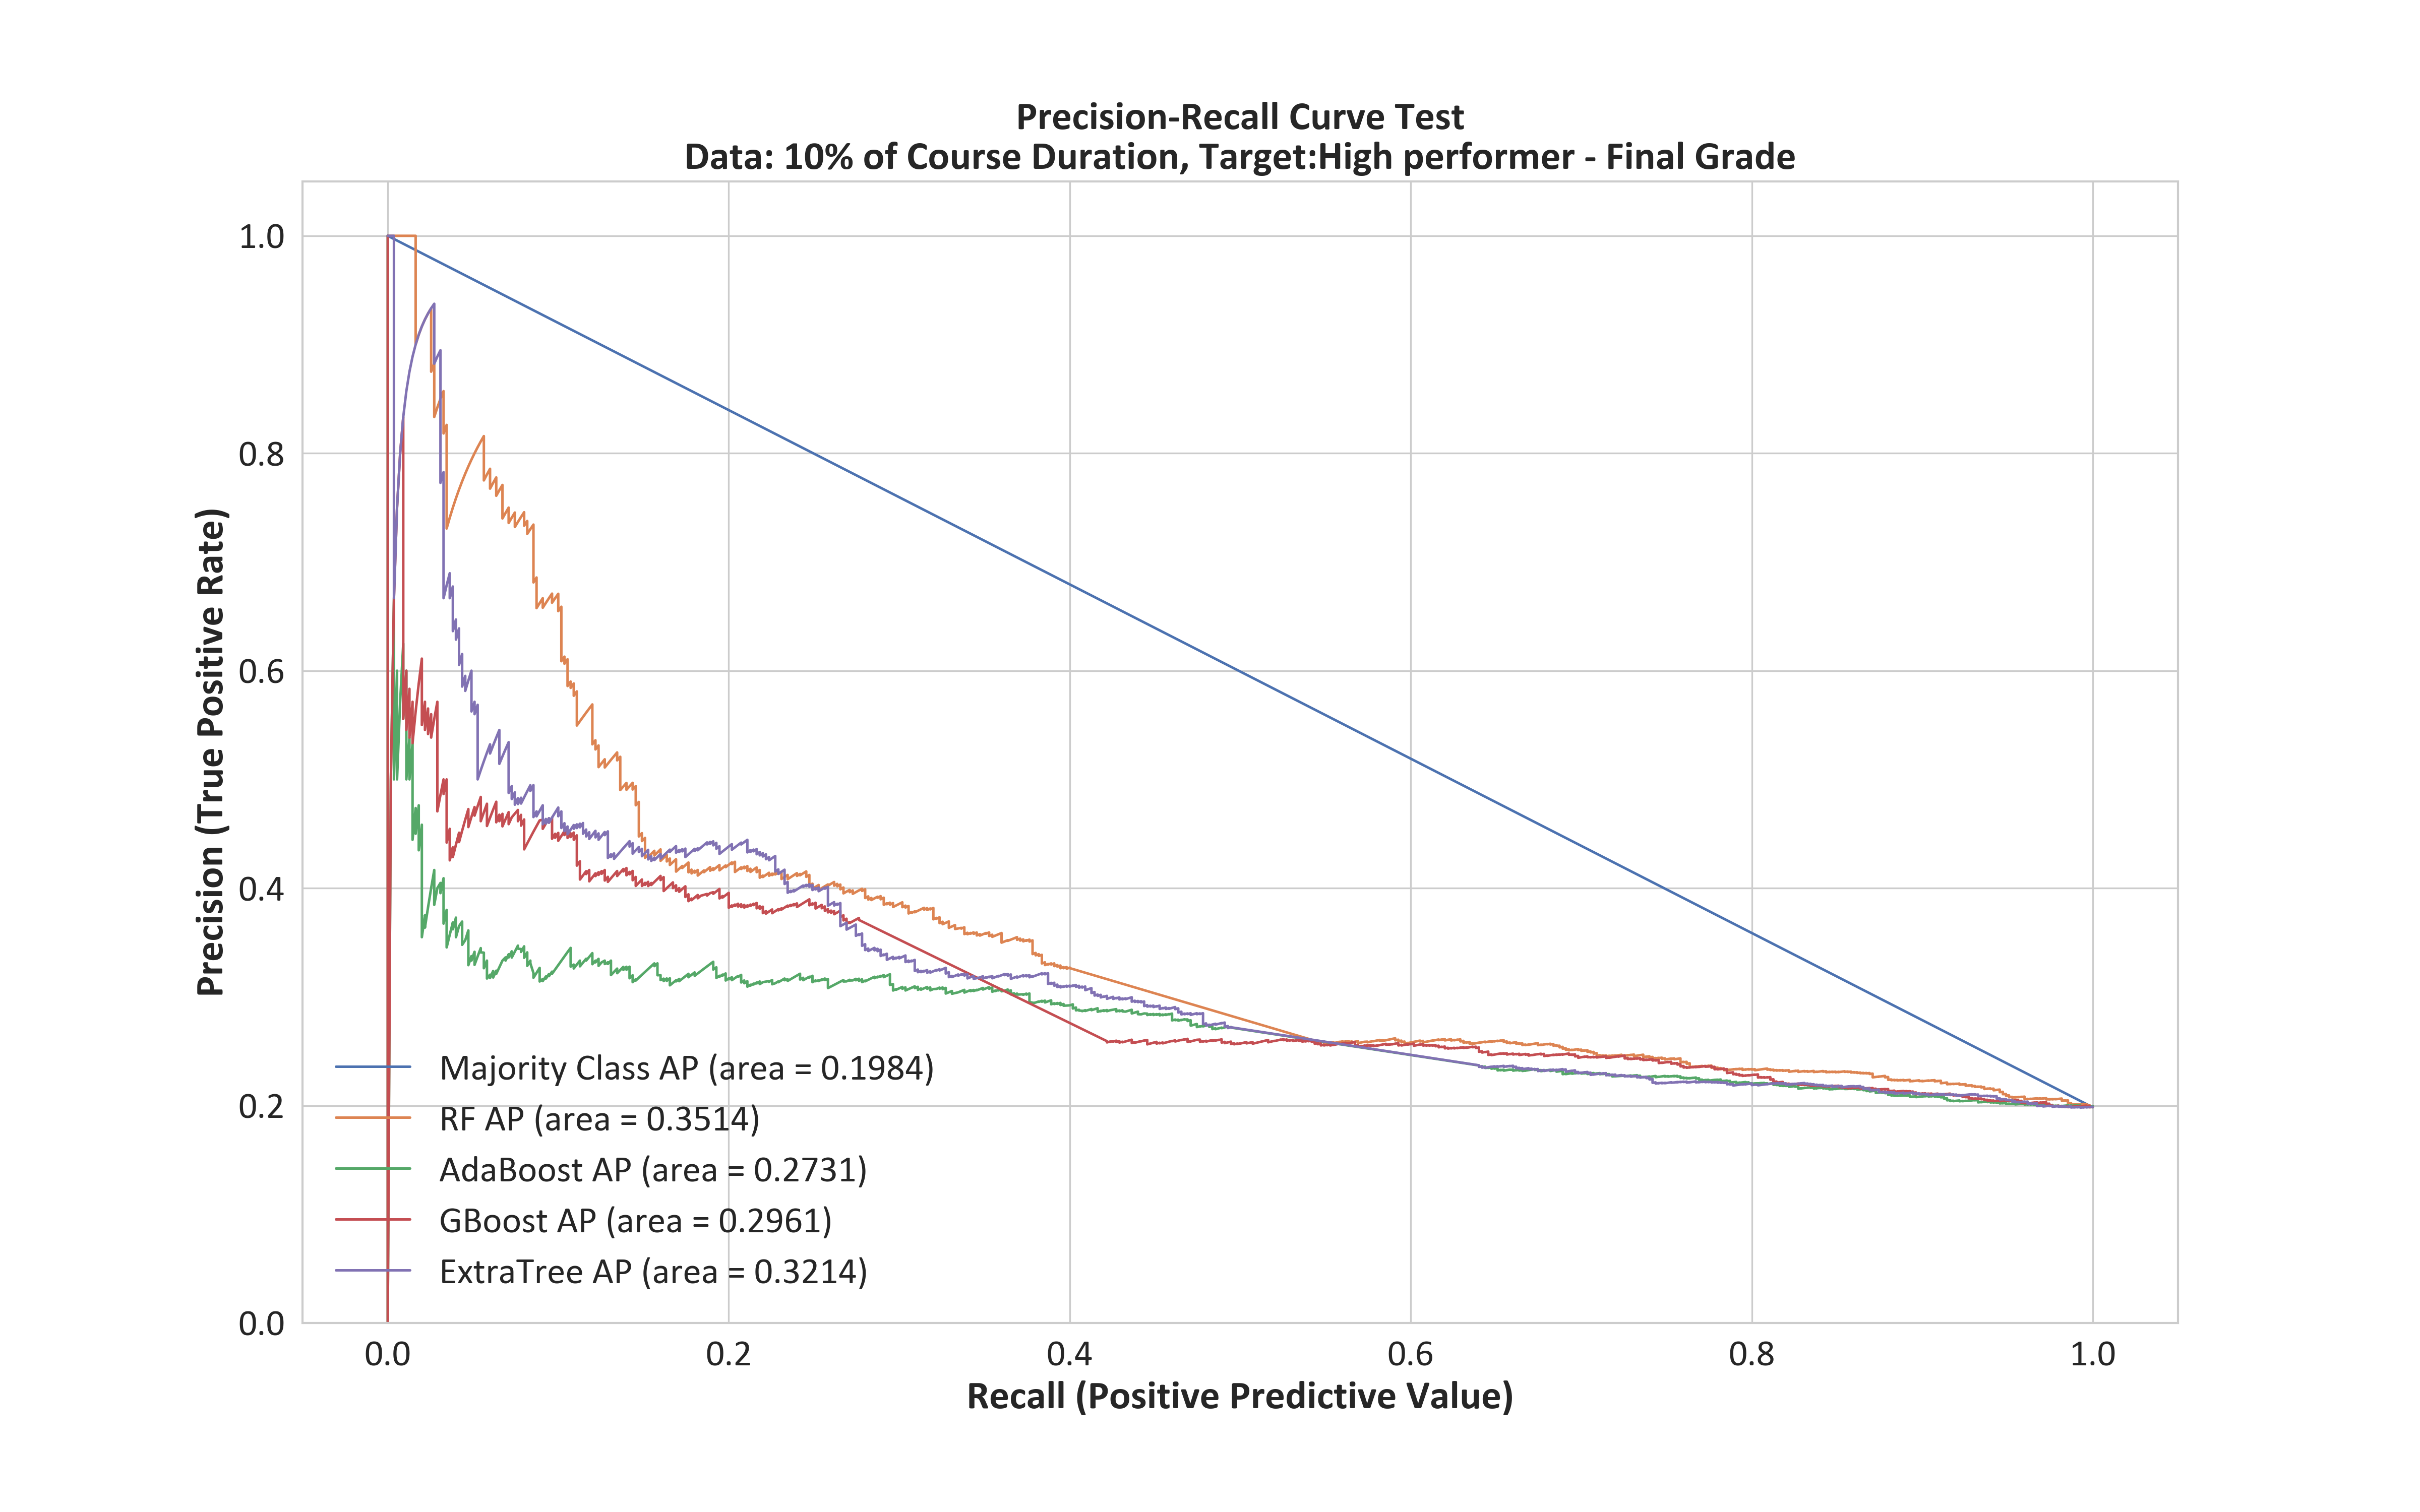 Precision-Recall Curve Test
Data: 10% of Course Duration, Target:High performer - Final Grade
Precision (True Positive Rate)
1.0
0.8
0.6
0.4
0.2
0.0
Majority Class AP (area = 0.1984)
RF AP (area = 0.3514)
AdaBoost AP (area = 0.2731)
GBoost AP (area = 0.2961)
ExtraTree AP (area = 0.3214)
0.0 0.2 0.4 0.6 0.8 1.0
Recall (Positive Predictive Value)